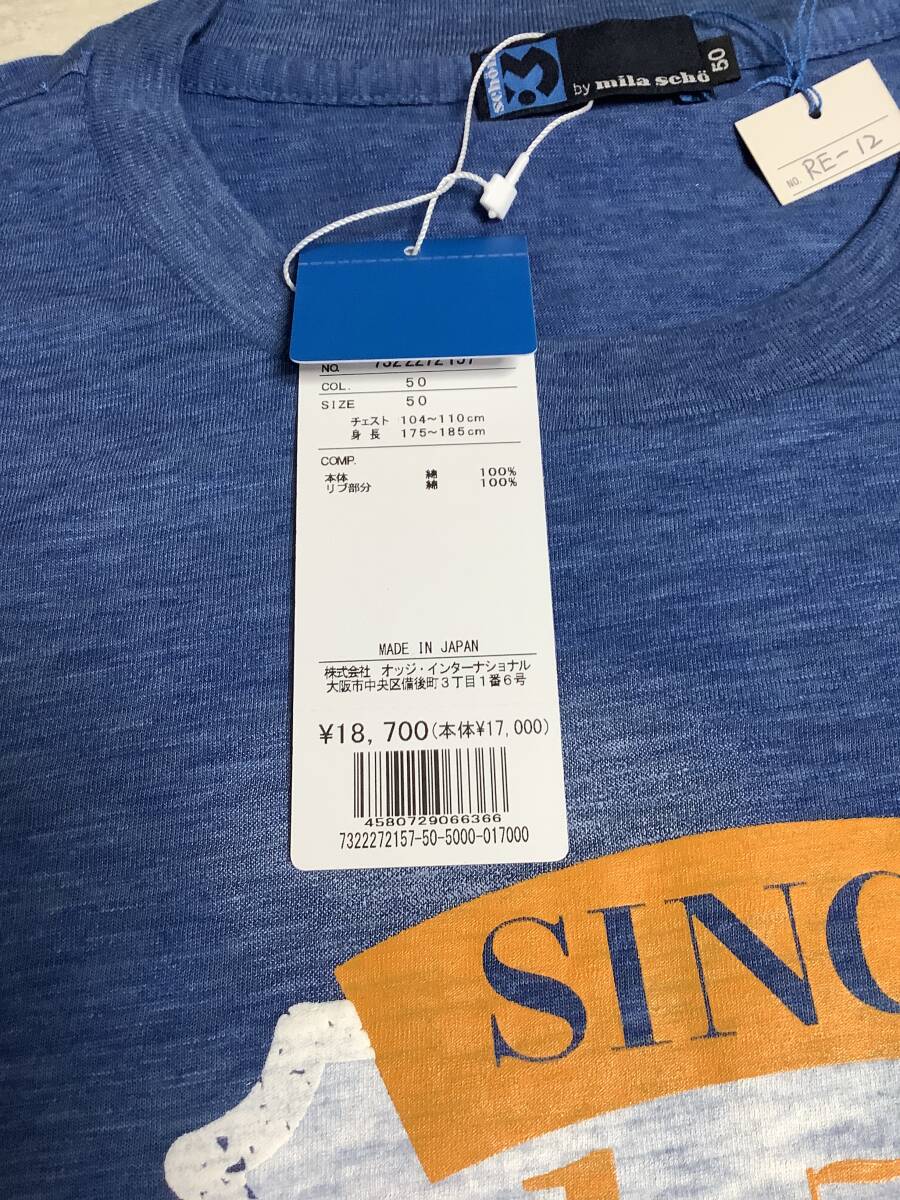 schö
by mila schö
50
NO. RE-12
NO. 7322272157
COL. 50
SIZE 50
チェスト 104～110cm
身長 175～185cm
COMP.
本体 綿 100%
リブ部分 綿 100%
MADE IN JAPAN
株式会社 オッジ・インターナショナル
大阪市中央区備後町3丁目1番6号
¥18,700(本体¥17,000)
4580729066366
7322272157-50-5000-017000
SINC